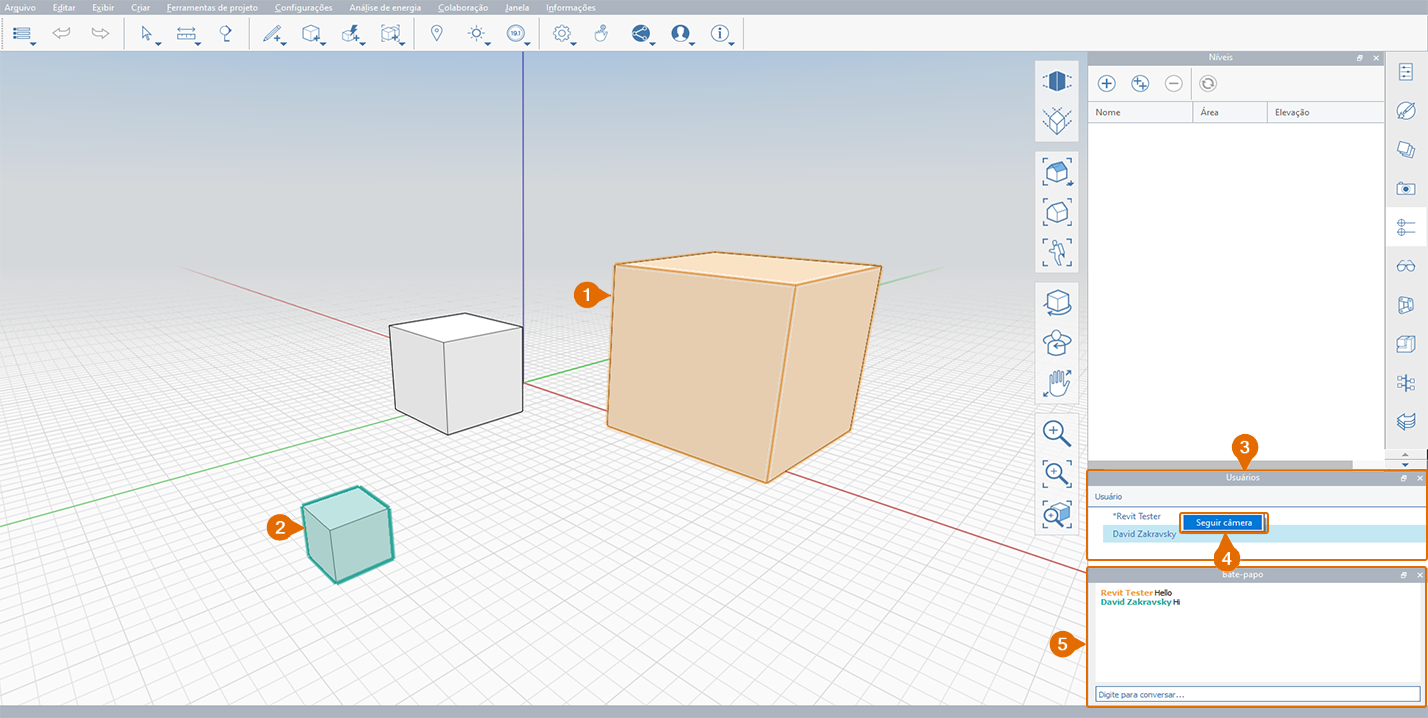 Arquivo Editar Exibir Criar Ferramentas de projeto Configurações Análise de energia Colaboração Janela Informações
19.1
Níveis
Nome Área Elevação
1
2
3
Usuários
Usuário
*Revit Tester
Seguir câmera
David Zakravsky
4
Bate-papo
Revit Tester Hello
David Zakravsky Hi
5
Digite para conversar...